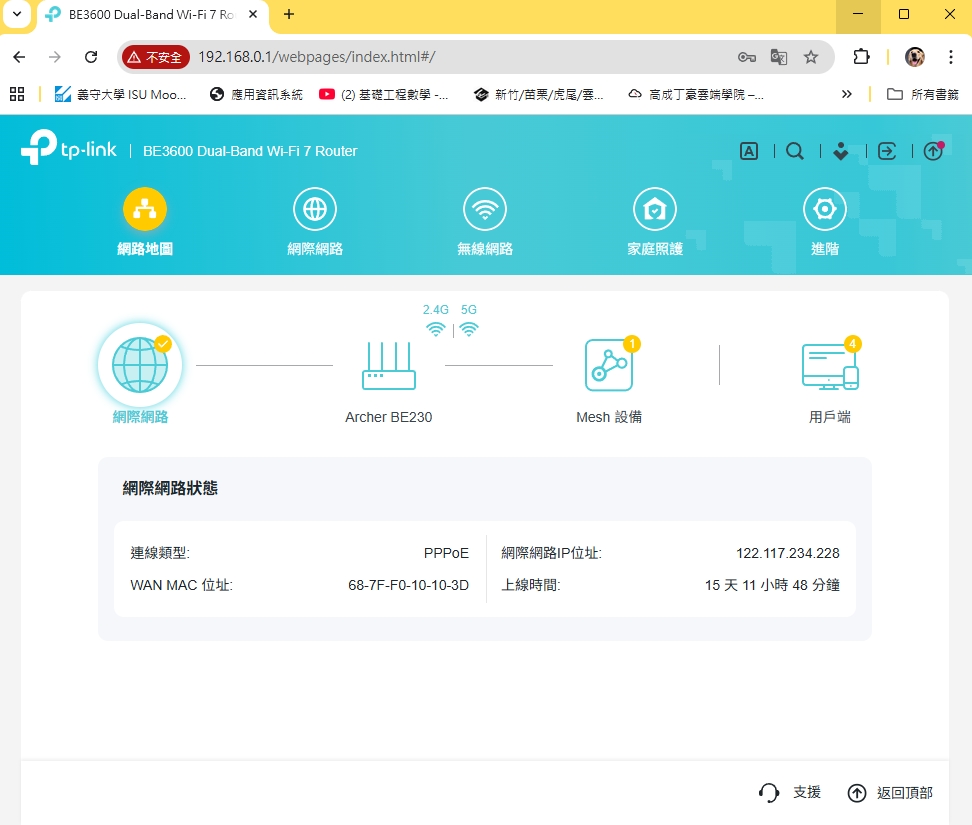 BE3600 Dual-Band Wi-Fi 7 Ro
不安全
192.168.0.1/webpages/index.html#/
義守大學 ISU Moo...
應用資訊系統
(2) 基礎工程數學 -...
新竹/苗栗/虎尾/雲...
高成丁豪雲端學院 –...
所有書籤
tp-link
BE3600 Dual-Band Wi-Fi 7 Router
A
網路地圖
網際網路
無線網路
家庭照護
進階
2.4G
5G
1
4
網際網路
Archer BE230
Mesh 設備
用戶端
網際網路狀態
連線類型:
PPPoE
網際網路IP位址:
122.117.234.228
WAN MAC 位址:
68-7F-F0-10-10-3D
上線時間:
15 天 11 小時 48 分鐘
支援
返回頂部